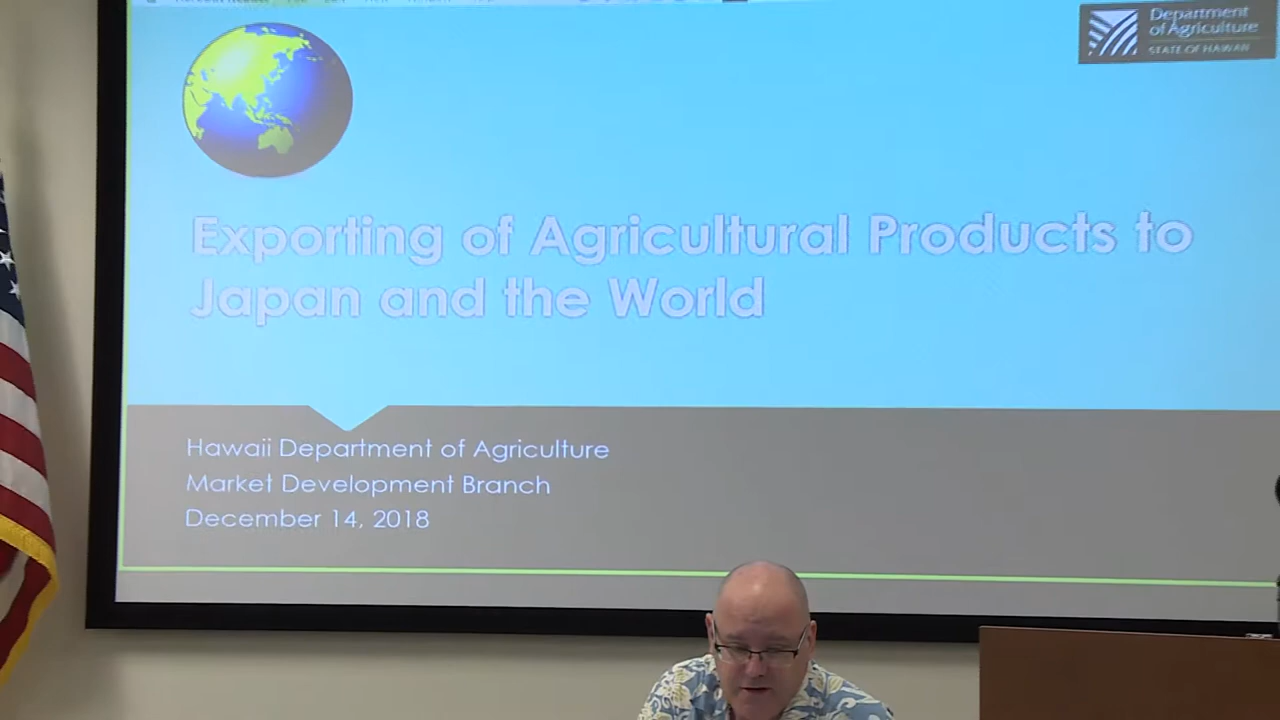 Department
of Agriculture
STATE OF HAWAII
Exporting of Agricultural Products to
Japan and the World
Hawaii Department of Agriculture
Market Development Branch
December 14, 2018